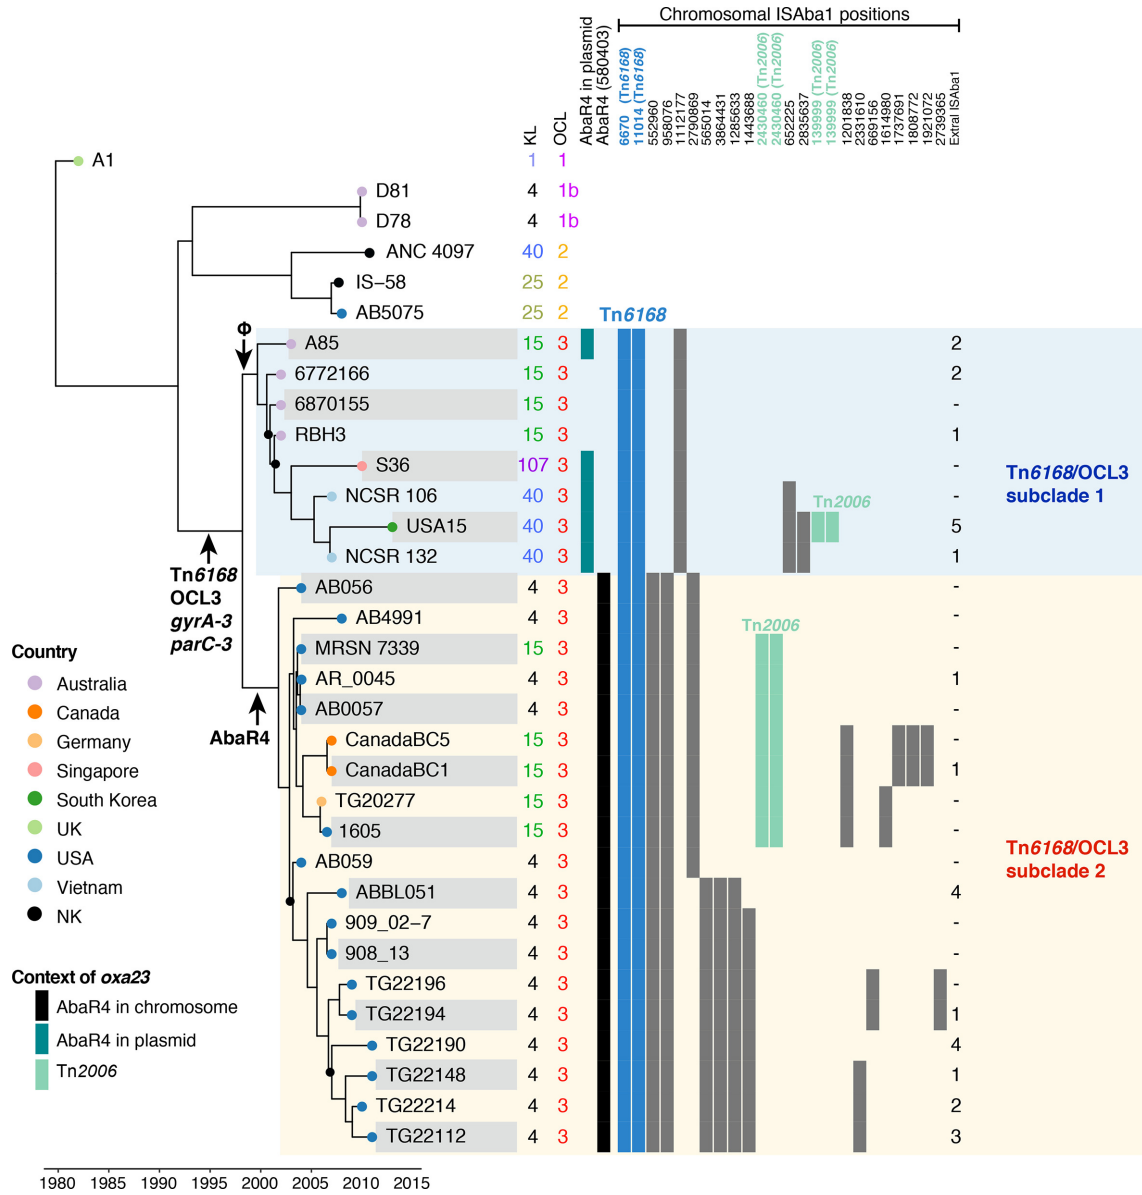 Chromosomal ISAba1 positions
KL
OCL
AbaR4 in plasmid
AbaR4 (580403)
6670 (Tn6168)
11014 (Tn6168)
552960
958076
1112177
2790869
565014
3864431
1285633
1443688
2430460 (Tn2006)
2430460 (Tn2006)
652225
2835637
139999 (Tn2006)
139999 (Tn2006)
1201838
2331610
669156
1614980
1737691
1808772
1921072
2739365
Extral ISAba1
A1 1 1
D81 4 1b
D78 4 1b
ANC 4097 40 2
IS−58 25 2
AB5075 25 2
Tn6168
Φ
A85 15 3 2
6772166 15 3 2
6870155 15 3 -
RBH3 15 3 1
S36 107 3 -
NCSR 106 40 3 -
Tn2006
USA15 40 3 5
NCSR 132 40 3 1
Tn6168/OCL3
subclade 1
Tn6168
OCL3
gyrA-3
parC-3
AbaR4
AB056 4 3 -
AB4991 4 3 -
Tn2006
MRSN 7339 15 3 -
AR_0045 4 3 1
AB0057 4 3 -
CanadaBC5 15 3 -
CanadaBC1 15 3 1
TG20277 15 3 -
1605 15 3 -
AB059 4 3 -
ABBL051 4 3 4
909_02−7 4 3 -
908_13 4 3 -
TG22196 4 3 -
TG22194 4 3 1
TG22190 4 3 4
TG22148 4 3 1
TG22214 4 3 2
TG22112 4 3 3
Tn6168/OCL3
subclade 2
Country
Australia
Canada
Germany
Singapore
South Korea
UK
USA
Vietnam
NK
Context of oxa23
AbaR4 in chromosome
AbaR4 in plasmid
Tn2006
1980 1985 1990 1995 2000 2005 2010 2015